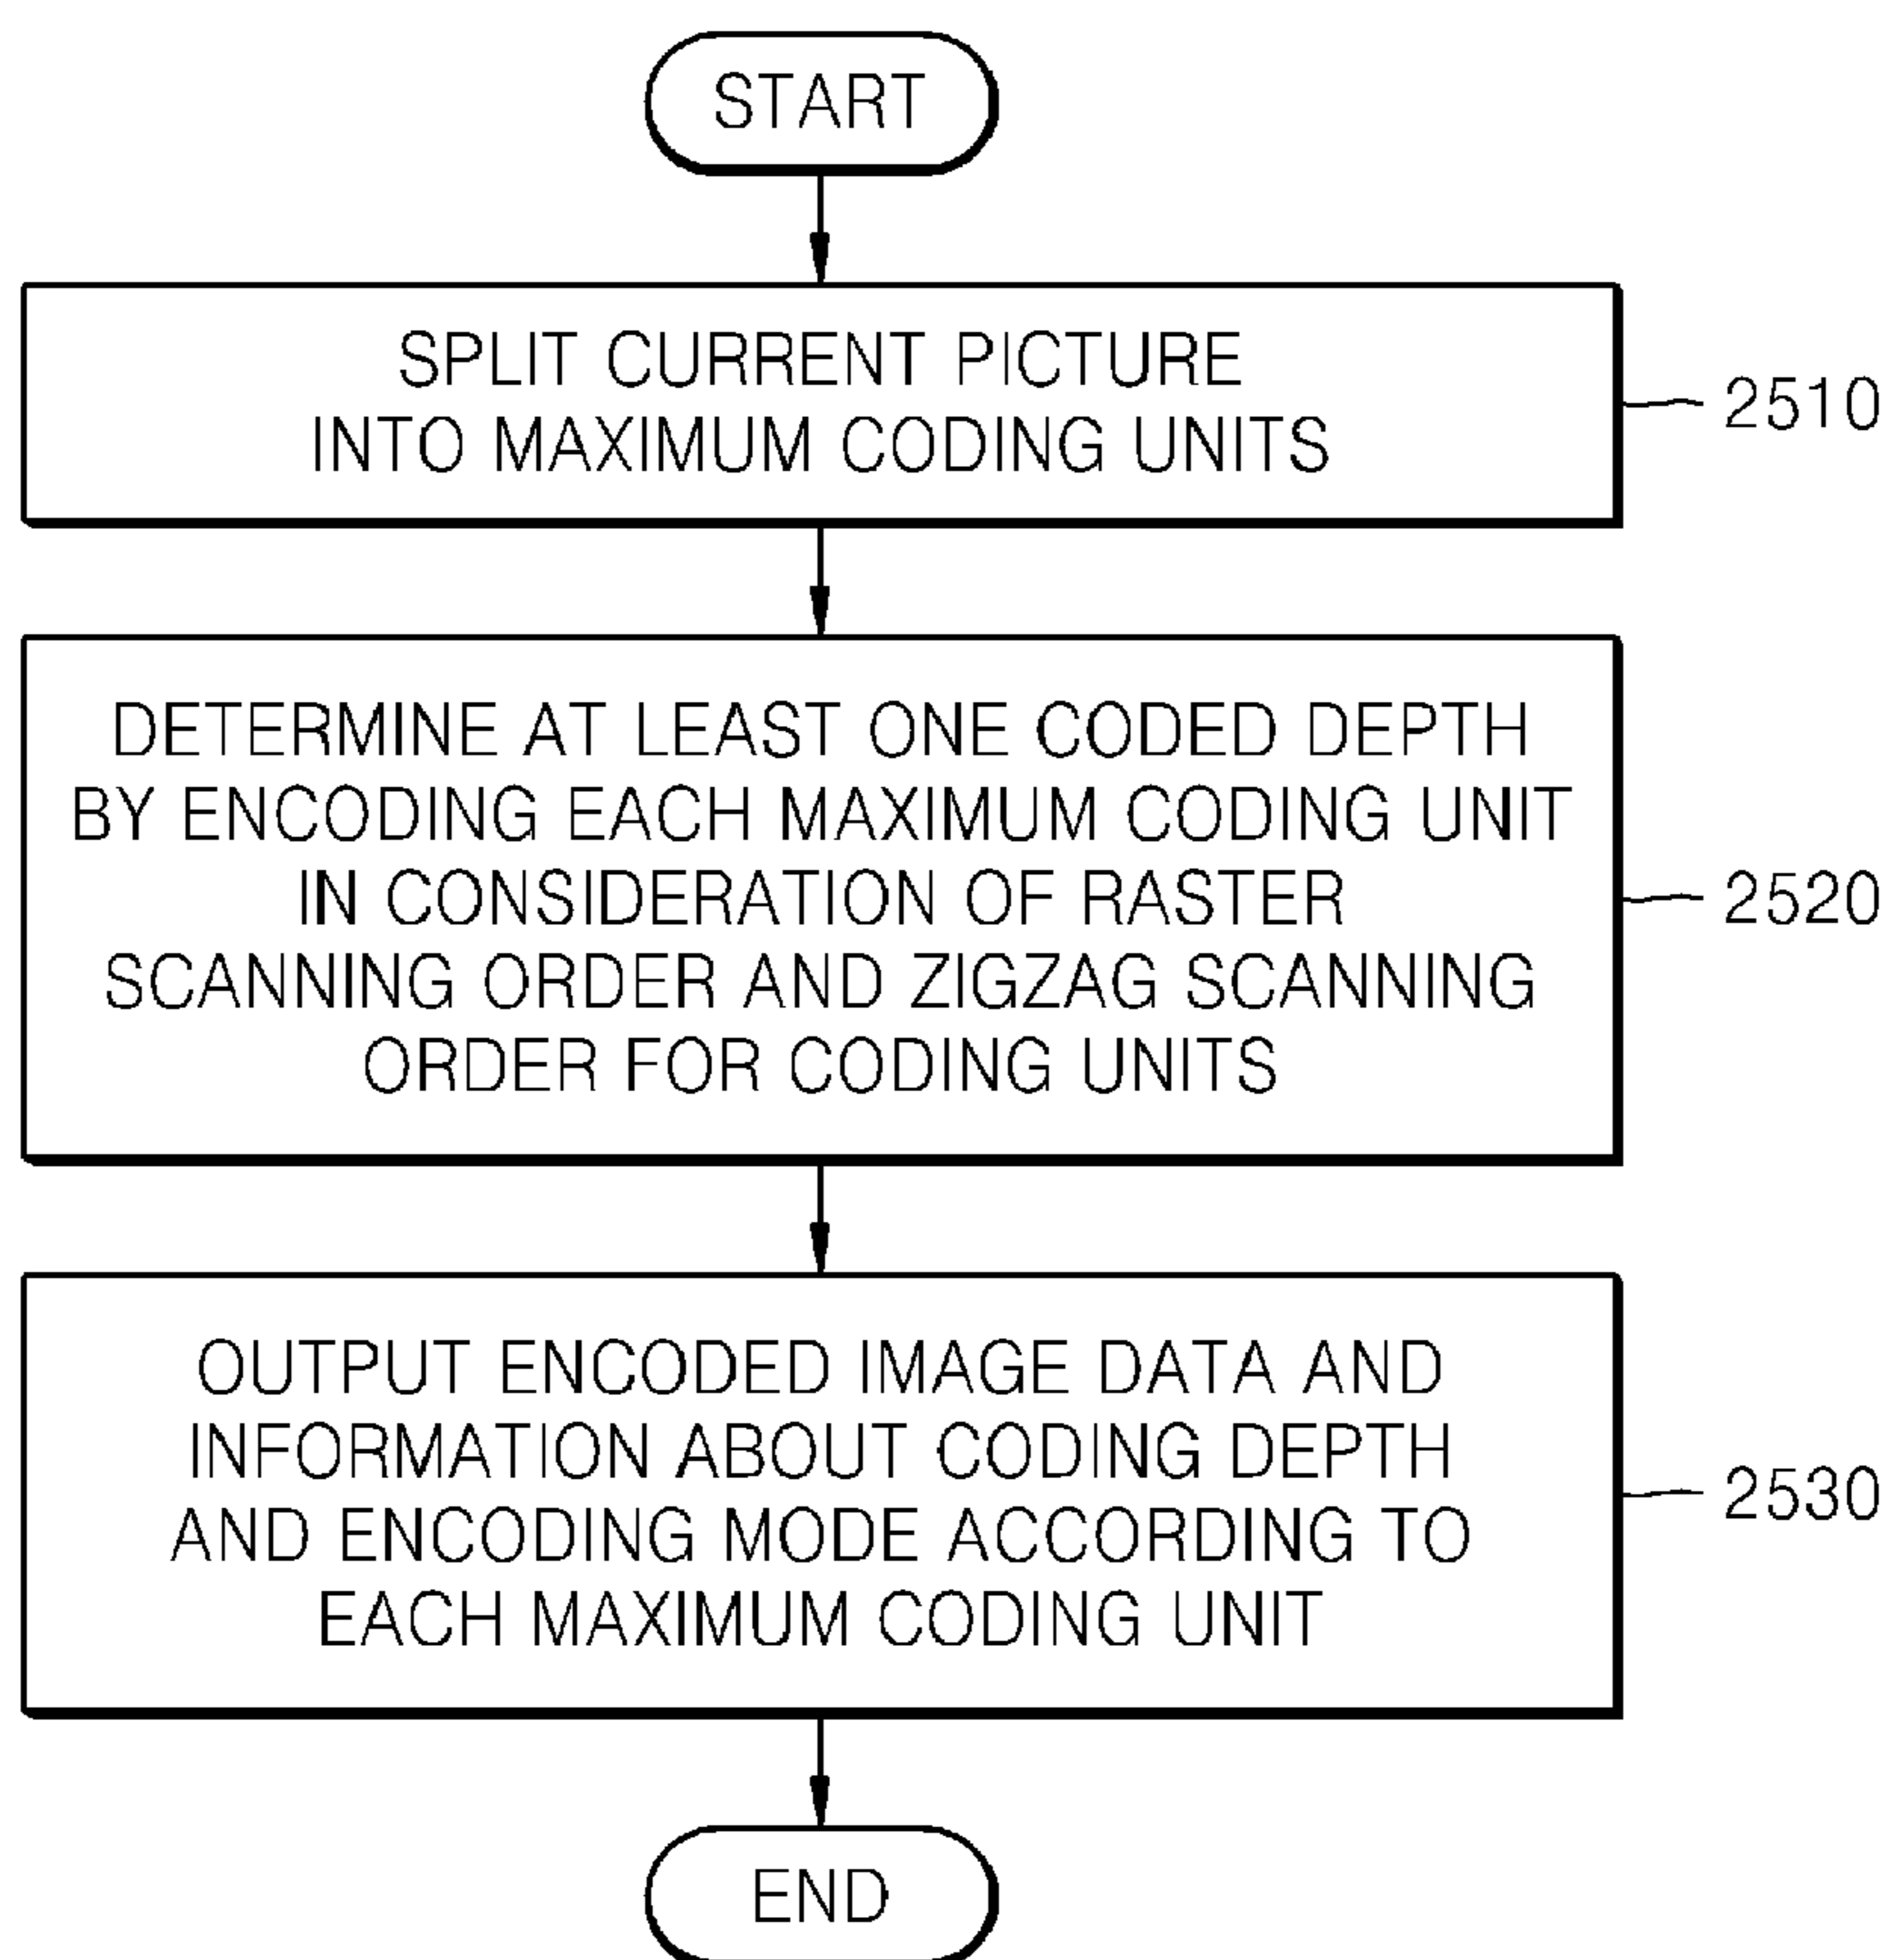 START
SPLIT CURRENT PICTURE
INTO MAXIMUM CODING UNITS
2510
DETERMINE AT LEAST ONE CODED DEPTH
BY ENCODING EACH MAXIMUM CODING UNIT
IN CONSIDERATION OF RASTER
SCANNING ORDER AND ZIGZAG SCANNING
ORDER FOR CODING UNITS
2520
OUTPUT ENCODED IMAGE DATA AND
INFORMATION ABOUT CODING DEPTH
AND ENCODING MODE ACCORDING TO
EACH MAXIMUM CODING UNIT
2530
END